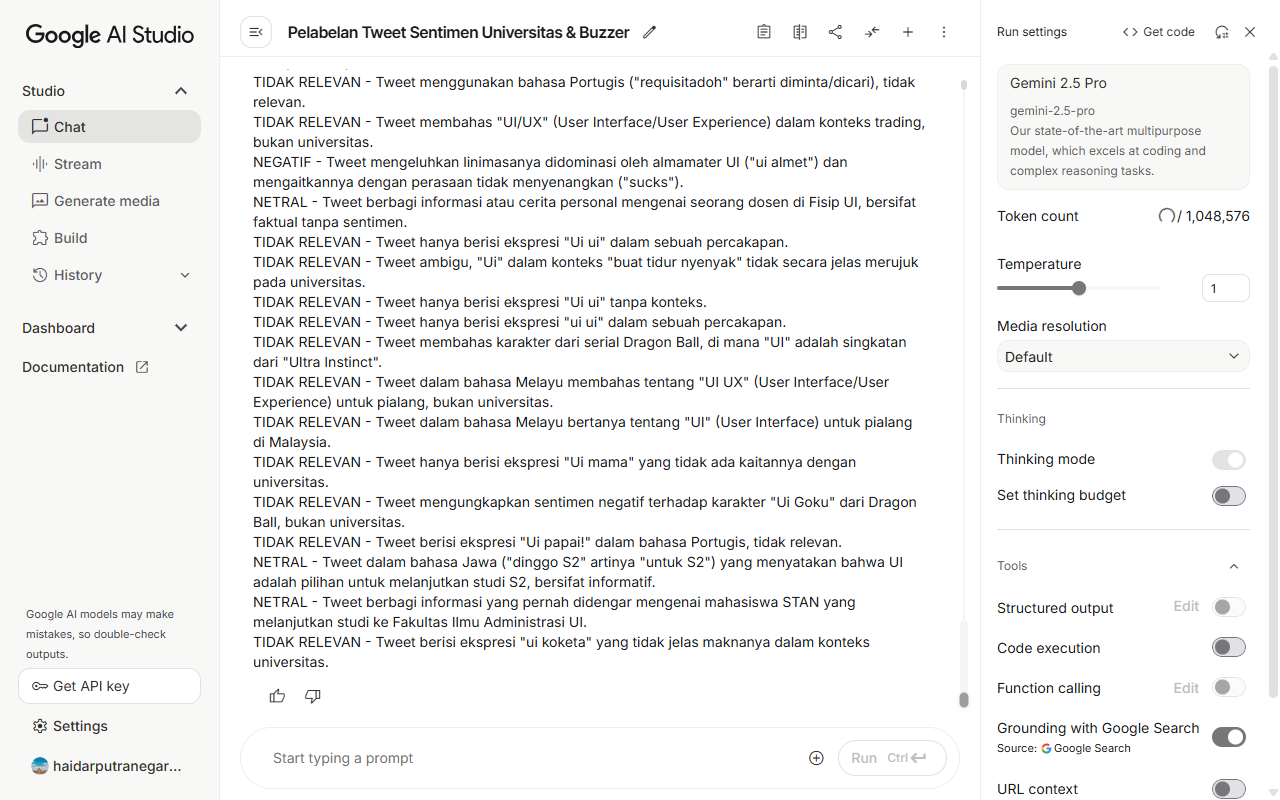 Google AI Studio
Studio
Chat
Stream
Generate media
Build
History
Dashboard
Documentation
Google AI models may make
mistakes, so double-check
outputs.
Get API key
Settings
haidarputranegar...
Pelabelan Tweet Sentimen Universitas & Buzzer
TIDAK RELEVAN - Tweet menggunakan bahasa Portugis ("requisitadoh" berarti diminta/dicari), tidak
relevan.
TIDAK RELEVAN - Tweet membahas "UI/UX" (User Interface/User Experience) dalam konteks trading,
bukan universitas.
NEGATIF - Tweet mengeluhkan linimasanya didominasi oleh almamater UI ("ui almet") dan
mengaitkannya dengan perasaan tidak menyenangkan ("sucks").
NETRAL - Tweet berbagi informasi atau cerita personal mengenai seorang dosen di Fisip UI, bersifat
faktual tanpa sentimen.
TIDAK RELEVAN - Tweet hanya berisi ekspresi "Ui ui" dalam sebuah percakapan.
TIDAK RELEVAN - Tweet ambigu, "Ui" dalam konteks "buat tidur nyenyak" tidak secara jelas merujuk
pada universitas.
TIDAK RELEVAN - Tweet hanya berisi ekspresi "Ui ui" tanpa konteks.
TIDAK RELEVAN - Tweet hanya berisi ekspresi "ui ui" dalam sebuah percakapan.
TIDAK RELEVAN - Tweet membahas karakter dari serial Dragon Ball, di mana "UI" adalah singkatan
dari "Ultra Instinct".
TIDAK RELEVAN - Tweet dalam bahasa Melayu membahas tentang "UI UX" (User Interface/User
Experience) untuk pialang, bukan universitas.
TIDAK RELEVAN - Tweet dalam bahasa Melayu bertanya tentang "UI" (User Interface) untuk pialang
di Malaysia.
TIDAK RELEVAN - Tweet hanya berisi ekspresi "Ui mama" yang tidak ada kaitannya dengan
universitas.
TIDAK RELEVAN - Tweet mengungkapkan sentimen negatif terhadap karakter "Ui Goku" dari Dragon
Ball, bukan universitas.
TIDAK RELEVAN - Tweet berisi ekspresi "Ui papai!" dalam bahasa Portugis, tidak relevan.
NETRAL - Tweet dalam bahasa Jawa ("dinggo S2" artinya "untuk S2") yang menyatakan bahwa UI
adalah pilihan untuk melanjutkan studi S2, bersifat informatif.
NETRAL - Tweet berbagi informasi yang pernah didengar mengenai mahasiswa STAN yang
melanjutkan studi ke Fakultas Ilmu Administrasi UI.
TIDAK RELEVAN - Tweet berisi ekspresi "ui koketa" yang tidak jelas maknanya dalam konteks
universitas.
Start typing a prompt
Run Ctrl
Run settings
Get code
Gemini 2.5 Pro
gemini-2.5-pro
Our state-of-the-art multipurpose
model, which excels at coding and
complex reasoning tasks.
Token count / 1,048,576
Temperature
1
Media resolution
Default
Thinking
Thinking mode
Set thinking budget
Tools
Structured output Edit
Code execution
Function calling Edit
Grounding with Google Search
Source: Google Search
URL context